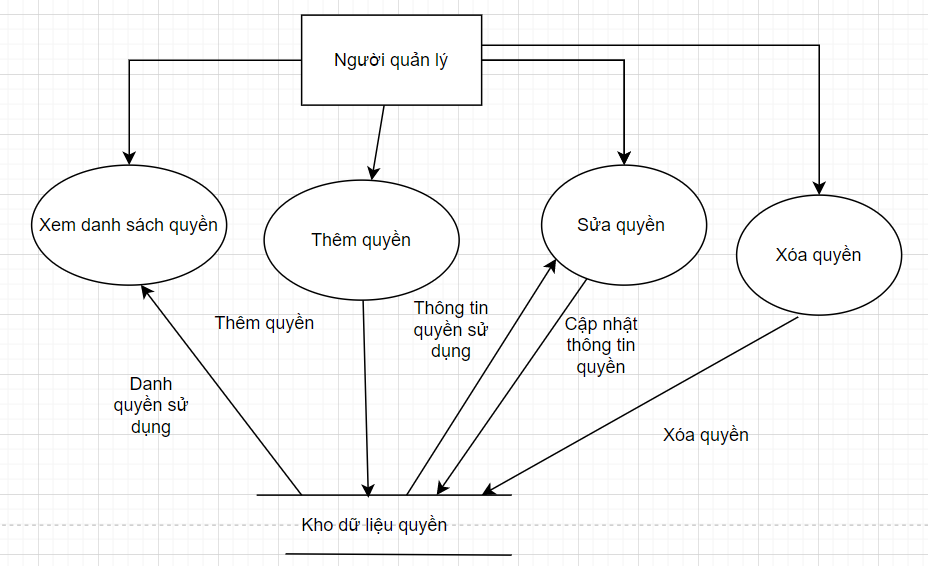 Người quản lý
Xem danh sách quyền
Thêm quyền
Sửa quyền
Xóa quyền
Thêm quyền
Thông tin
quyền sử
dụng
Cập nhật
thông tin
quyền
Danh
quyền sử
dụng
Xóa quyền
Kho dữ liệu quyền